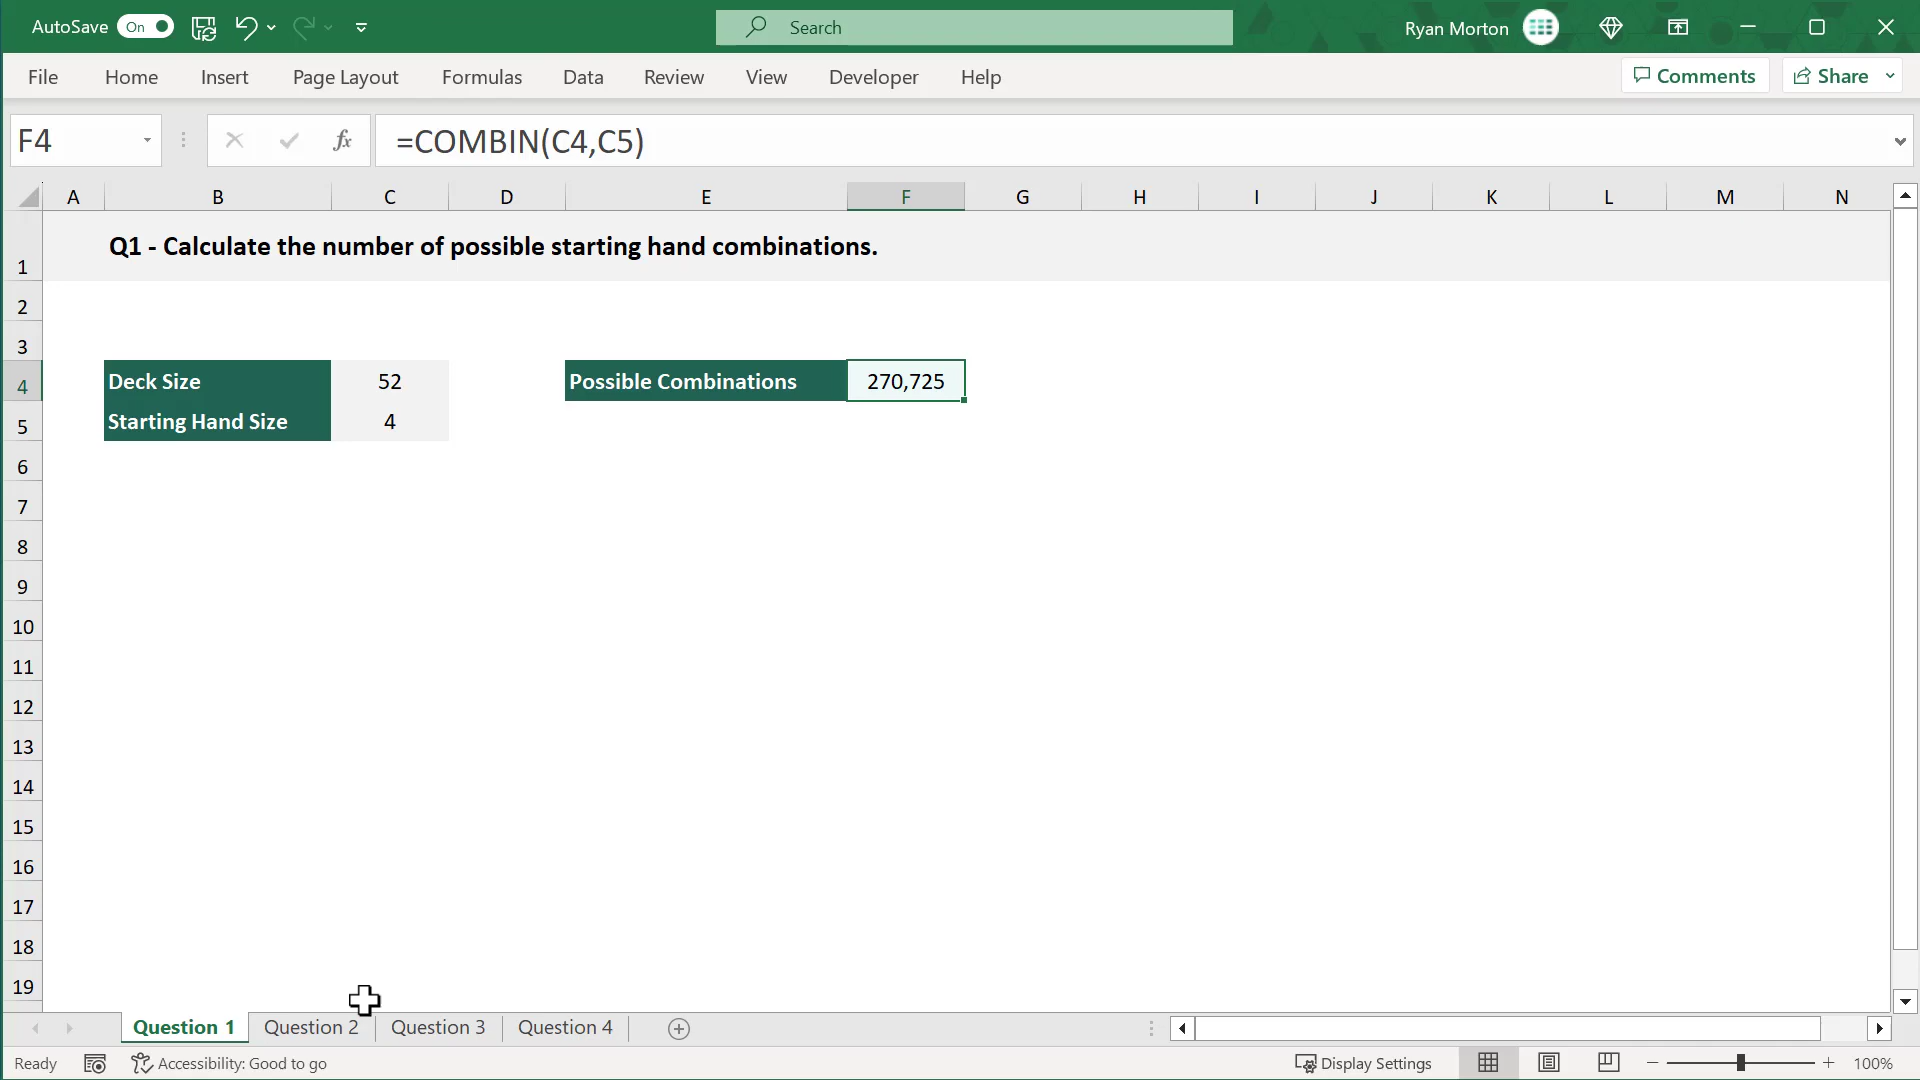 AutoSave On Search Ryan Morton
File Home Insert Page Layout Formulas Data Review View Developer Help Comments Share
F4 fx =COMBIN(C4,C5)
A B C D E F G H I J K L M N
1 Q1 - Calculate the number of possible starting hand combinations.
2
3
4 Deck Size 52 Possible Combinations 270,725
5 Starting Hand Size 4
6
7
8
9
10
11
12
13
14
15
16
17
18
19
Question 1 Question 2 Question 3 Question 4
Ready Accessibility: Good to go Display Settings 100%